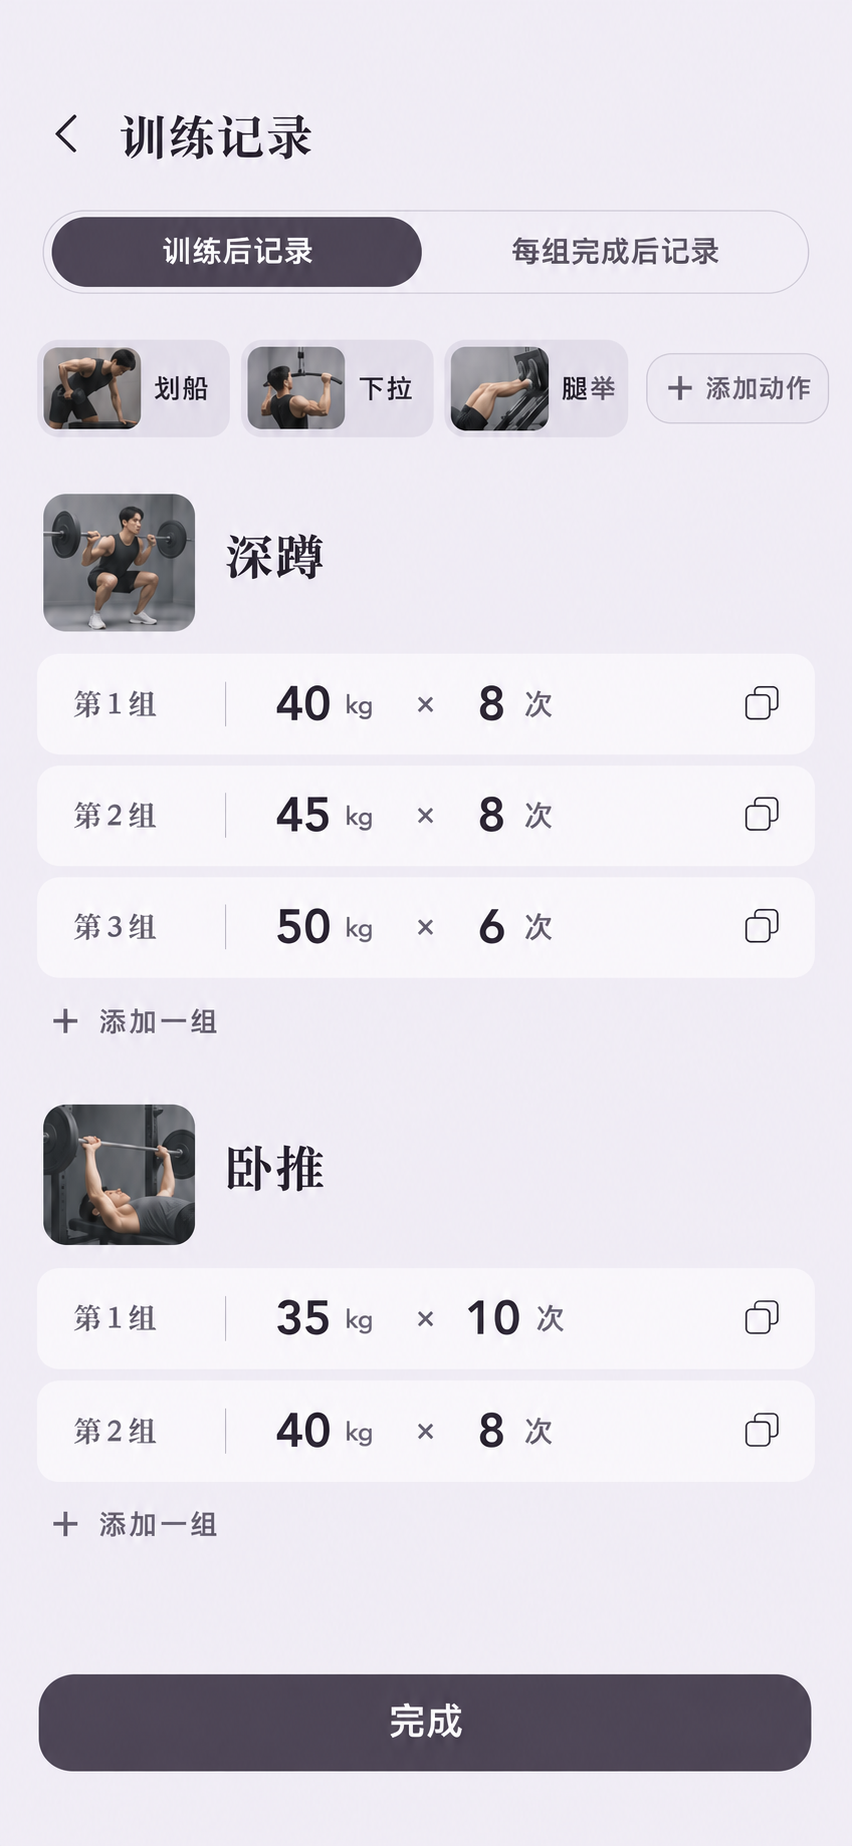 训练记录
训练后记录 每组完成后记录
划船 下拉 腿举 + 添加动作
深蹲
第1组 40 kg × 8 次
第2组 45 kg × 8 次
第3组 50 kg × 6 次
+ 添加一组
卧推
第1组 35 kg × 10 次
第2组 40 kg × 8 次
+ 添加一组
完成